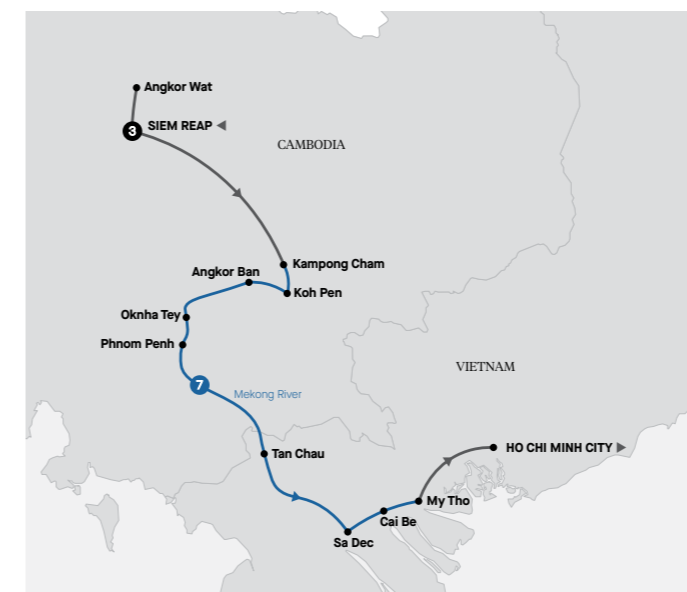 Angkor Wat
3
SIEM REAP
CAMBODIA
Kampong Cham
Angkor Ban
Koh Pen
Oknha Tey
Phnom Penh
VIETNAM
7
Mekong River
HO CHI MINH CITY
Tan Chau
My Tho
Cai Be
Sa Dec